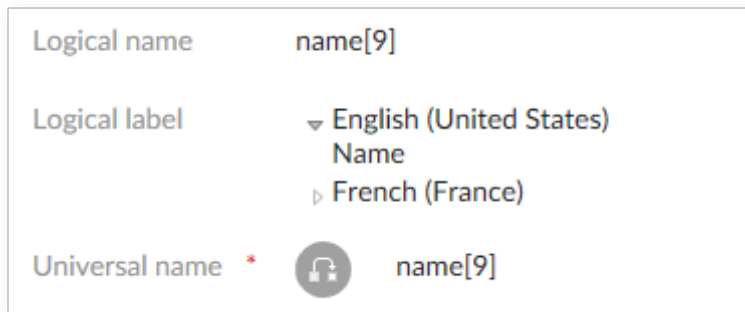 Logical name name[9]
Logical label English (United States)
Name
French (France)
Universal name * name[9]